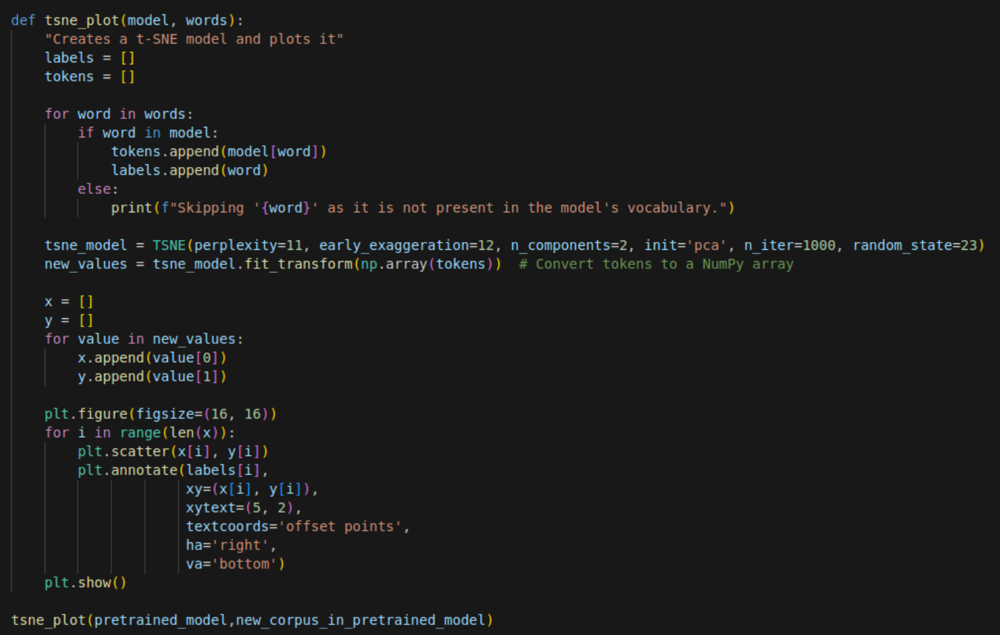 def tsne_plot(model, words):
    "Creates a t-SNE model and plots it"
    labels = []
    tokens = []

    for word in words:
        if word in model:
            tokens.append(model[word])
            labels.append(word)
        else:
            print(f"Skipping '{word}' as it is not present in the model's vocabulary.")

    tsne_model = TSNE(perplexity=11, early_exaggeration=12, n_components=2, init='pca', n_iter=1000, random_state=23)
    new_values = tsne_model.fit_transform(np.array(tokens))  # Convert tokens to a NumPy array

    x = []
    y = []
    for value in new_values:
        x.append(value[0])
        y.append(value[1])

    plt.figure(figsize=(16, 16))
    for i in range(len(x)):
        plt.scatter(x[i], y[i])
        plt.annotate(labels[i],
                     xy=(x[i], y[i]),
                     xytext=(5, 2),
                     textcoords='offset points',
                     ha='right',
                     va='bottom')
    plt.show()

tsne_plot(pretrained_model,new_corpus_in_pretrained_model)